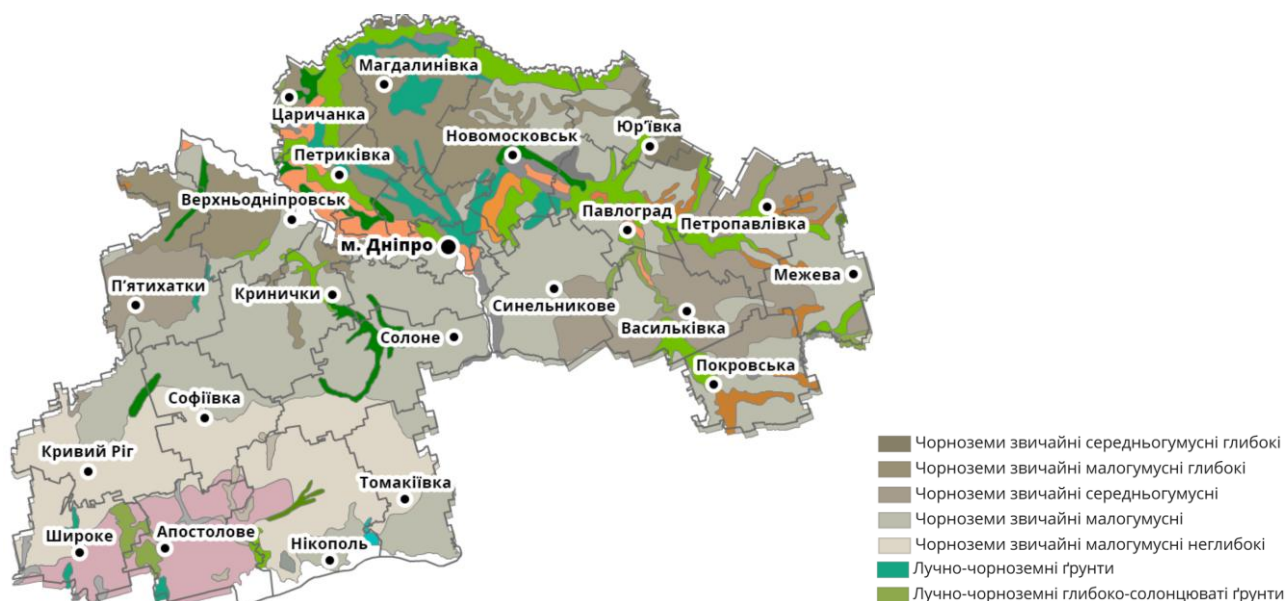 Магдалинівка
Царичанка
Новомосковськ
Юр'ївка
Петриківка
Верхньодніпровськ
Павлоград
Петропавлівка
м. Дніпро
Межева
П'ятихатки
Кринички
Синельникове
Васильківка
Солоне
Покровська
Софіївка
Кривий Ріг
Томакіївка
Широке
Апостолове
Нікополь
Чорноземи звичайні середньогумусні глибокі
Чорноземи звичайні малогумусні глибокі
Чорноземи звичайні середньогумусні
Чорноземи звичайні малогумусні
Чорноземи звичайні малогумусні неглибокі
Лучно-чорноземні ґрунти
Лучно-чорноземні глибоко-солонцюваті ґрунти